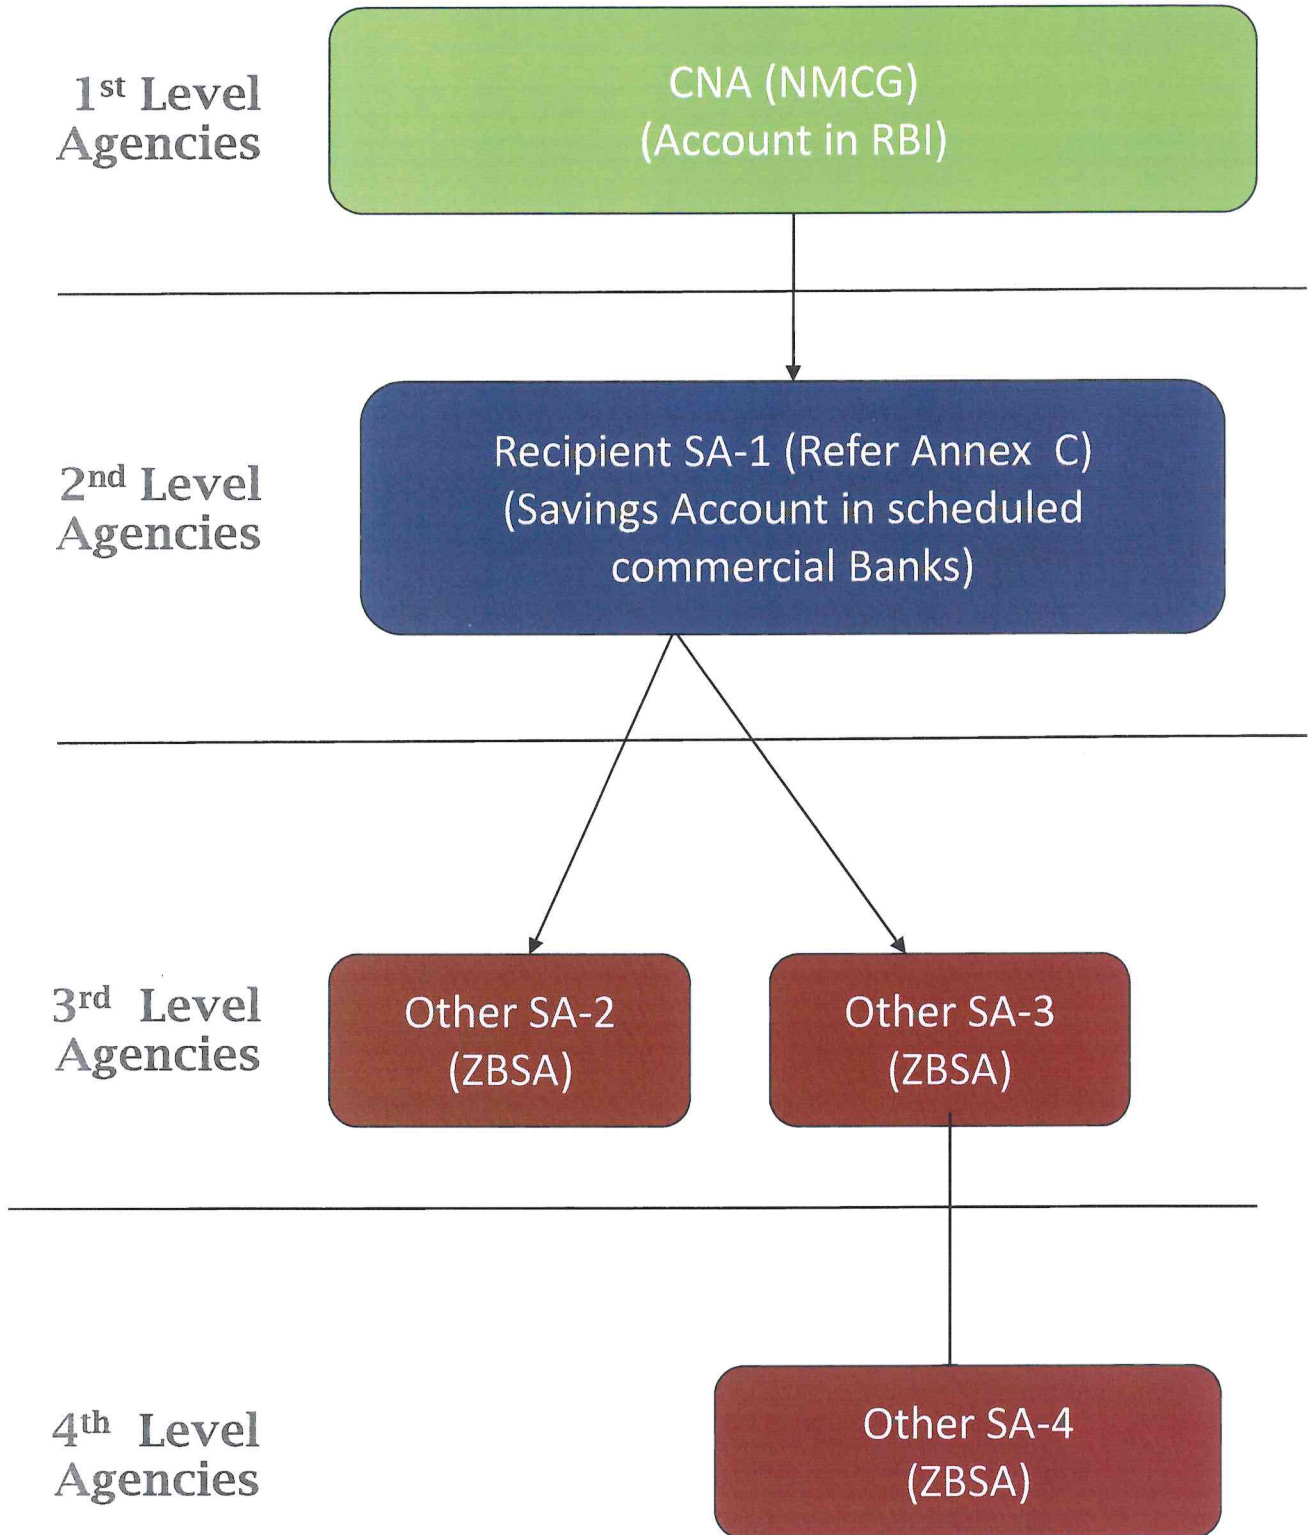 1st Level
Agencies
CNA (NMCG)
(Account in RBI)
2nd Level
Agencies
Recipient SA-1 (Refer Annex C)
(Savings Account in scheduled
commercial Banks)
3rd Level
Agencies
Other SA-2
(ZBSA)
Other SA-3
(ZBSA)
4th Level
Agencies
Other SA-4
(ZBSA)